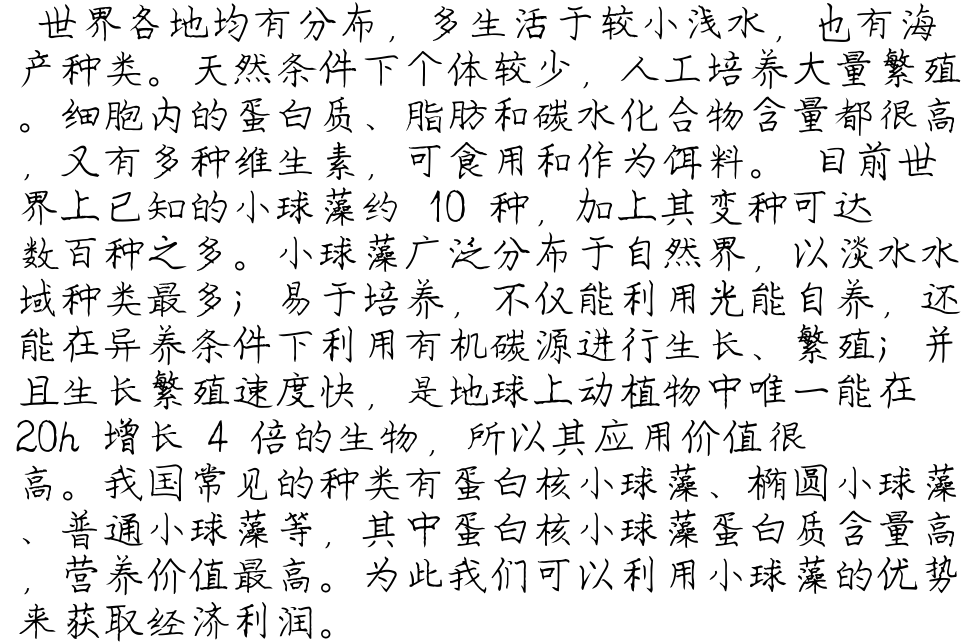 世界各地均有分布，多生活于较小浅水，也有海
产种类。天然条件下个体较少，人工培养大量繁殖
。细胞内的蛋白质、脂肪和碳水化合物含量都很高
，又有多种维生素，可食用和作为饵料。 目前世
界上已知的小球藻约 10 种，加上其变种可达
数百种之多。小球藻广泛分布于自然界，以淡水水
域种类最多；易于培养，不仅能利用光能自养，还
能在异养条件下利用有机碳源进行生长、繁殖；并
且生长繁殖速度快，是地球上动植物中唯一能在
20h 增长 4 倍的生物，所以其应用价值很
高。我国常见的种类有蛋白核小球藻、椭圆小球藻
、普通小球藻等，其中蛋白核小球藻蛋白质含量高
，营养价值最高。为此我们可以利用小球藻的优势
来获取经济利润。